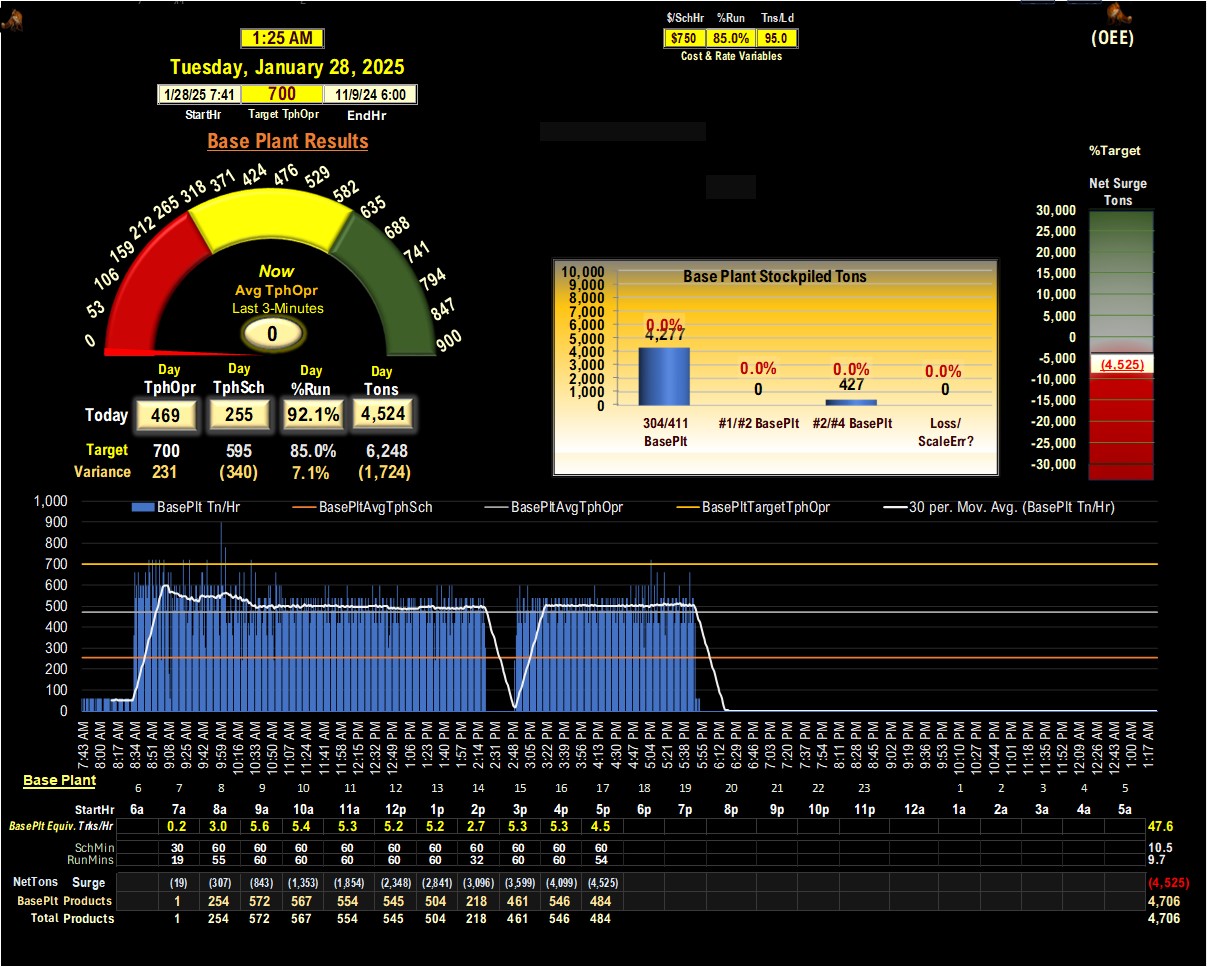 $/SchHr %Run Tns/Ld
$750 85.0% 95.0
Cost & Rate Variables
(OEE)
1:25 AM
Tuesday, January 28, 2025
1/28/25 7:41 700 11/9/24 6:00
StartHr Target TphOpr EndHr
Base Plant Results
0 53 106 159 212 265 318 371 424 476 529 582 635 688 741 794 847 900
Now
Avg TphOpr
Last 3-Minutes
0
Day Day Day Day
TphOpr TphSch %Run Tons
Today 469 255 92.1% 4,524
Target 700 595 85.0% 6,248
Variance 231 (340) 7.1% (1,724)
Base Plant Stockpiled Tons
10,000
9,000
8,000
7,000
6,000
5,000
4,000
3,000
2,000
1,000
0
0.0% 0.0% 0.0% 0.0%
4,277 0 427 0
304/411 BasePlt #1/#2 BasePlt #2/#4 BasePlt Loss/ ScaleErr?
%Target
Net Surge
Tons
30,000
25,000
20,000
15,000
10,000
5,000
0
-5,000
-10,000
-15,000
-20,000
-25,000
-30,000
(4,525)
BasePlt Tn/Hr BasePltAvgTphSch BasePltAvgTphOpr BasePltTargetTphOpr 30 per. Mov. Avg. (BasePlt Tn/Hr)
1,000
900
800
700
600
500
400
300
200
100
0
7:43 AM 8:00 AM 8:17 AM 8:34 AM 8:51 AM 9:08 AM 9:25 AM 9:42 AM 9:59 AM 10:16 AM 10:33 AM 10:50 AM 11:07 AM 11:24 AM 11:41 AM 11:58 AM 12:15 PM 12:32 PM 12:49 PM 1:06 PM 1:23 PM 1:40 PM 1:57 PM 2:14 PM 2:31 PM 2:48 PM 3:05 PM 3:22 PM 3:39 PM 3:56 PM 4:13 PM 4:30 PM 4:47 PM 5:04 PM 5:21 PM 5:38 PM 5:55 PM 6:12 PM 6:29 PM 6:46 PM 7:03 PM 7:20 PM 7:37 PM 7:54 PM 8:11 PM 8:28 PM 8:45 PM 9:02 PM 9:19 PM 9:36 PM 9:53 PM 10:10 PM 10:27 PM 10:44 PM 11:01 PM 11:18 PM 11:35 PM 11:52 PM 12:09 AM 12:26 AM 12:43 AM 1:00 AM 1:17 AM
Base Plant
6 7 8 9 10 11 12 13 14 15 16 17 18 19 20 21 22 23 1 2 3 4 5
StartHr 6a 7a 8a 9a 10a 11a 12p 1p 2p 3p 4p 5p 6p 7p 8p 9p 10p 11p 12a 1a 2a 3a 4a 5a
BasePlt Equiv. Trks/Hr 0.2 3.0 5.6 5.4 5.3 5.2 5.2 2.7 5.3 5.3 4.5 47.6
SchMin 30 60 60 60 60 60 60 60 60 60 60 10.5
RunMins 19 55 60 60 60 60 60 32 60 60 54 9.7
NetTons Surge (19) (307) (843) (1,353) (1,854) (2,348) (2,841) (3,096) (3,599) (4,099) (4,525) (4,525)
BasePlt Products 1 254 572 567 554 545 504 218 461 546 484 4,706
Total Products 1 254 572 567 554 545 504 218 461 546 484 4,706